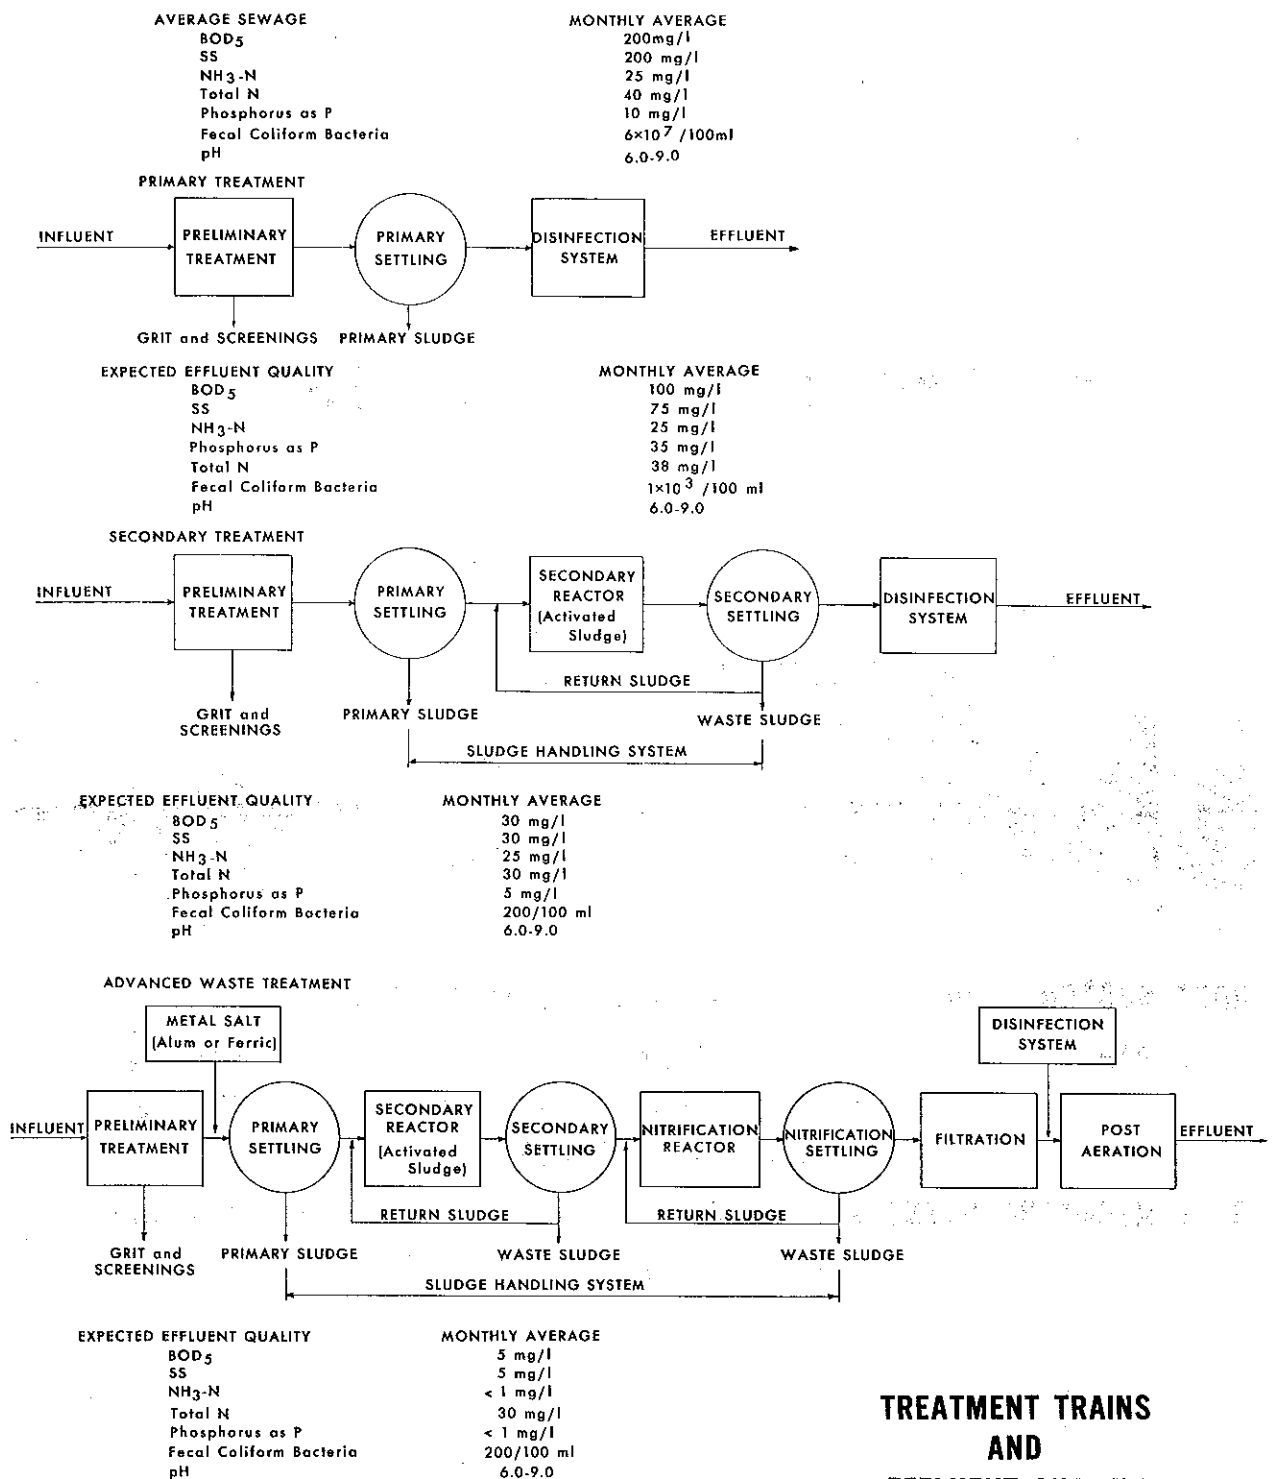 AVERAGE SEWAGE MONTHLY AVERAGE
BOD5 200mg/l
SS 200 mg/l
NH3-N 25 mg/l
Total N 40 mg/l
Phosphorus as P 10 mg/l
Fecal Coliform Bacteria 6×10^7 /100ml
pH 6.0-9.0
PRIMARY TREATMENT
INFLUENT
PRELIMINARY
TREATMENT
PRIMARY
SETTLING
DISINFECTION
SYSTEM
EFFLUENT
GRIT and SCREENINGS
PRIMARY SLUDGE
EXPECTED EFFLUENT QUALITY MONTHLY AVERAGE
BOD5 100 mg/l
SS 75 mg/l
NH3-N 25 mg/l
Phosphorus as P 35 mg/l
Total N 38 mg/l
Fecal Coliform Bacteria 1×10^3 /100 ml
pH 6.0-9.0
SECONDARY TREATMENT
INFLUENT
PRELIMINARY
TREATMENT
PRIMARY
SETTLING
SECONDARY
REACTOR
(Activated
Sludge)
SECONDARY
SETTLING
DISINFECTION
SYSTEM
EFFLUENT
RETURN SLUDGE
GRIT and
SCREENINGS
PRIMARY SLUDGE
WASTE SLUDGE
SLUDGE HANDLING SYSTEM
EXPECTED EFFLUENT QUALITY MONTHLY AVERAGE
BOD5 30 mg/l
SS 30 mg/l
NH3-N 25 mg/l
Total N 30 mg/l
Phosphorus as P 5 mg/l
Fecal Coliform Bacteria 200/100 ml
pH 6.0-9.0
ADVANCED WASTE TREATMENT
METAL SALT
(Alum or Ferric)
DISINFECTION
SYSTEM
INFLUENT
PRELIMINARY
TREATMENT
PRIMARY
SETTLING
SECONDARY
REACTOR
(Activated
Sludge)
SECONDARY
SETTLING
NITRIFICATION
REACTOR
NITRIFICATION
SETTLING
FILTRATION
POST
AERATION
EFFLUENT
RETURN SLUDGE
RETURN SLUDGE
GRIT and
SCREENINGS
PRIMARY SLUDGE
WASTE SLUDGE
WASTE SLUDGE
SLUDGE HANDLING SYSTEM
EXPECTED EFFLUENT QUALITY MONTHLY AVERAGE
BOD5 5 mg/l
SS 5 mg/l
NH3-N < 1 mg/l
Total N 30 mg/l
Phosphorus as P < 1 mg/l
Fecal Coliform Bacteria 200/100 ml
pH 6.0-9.0
TREATMENT TRAINS
AND